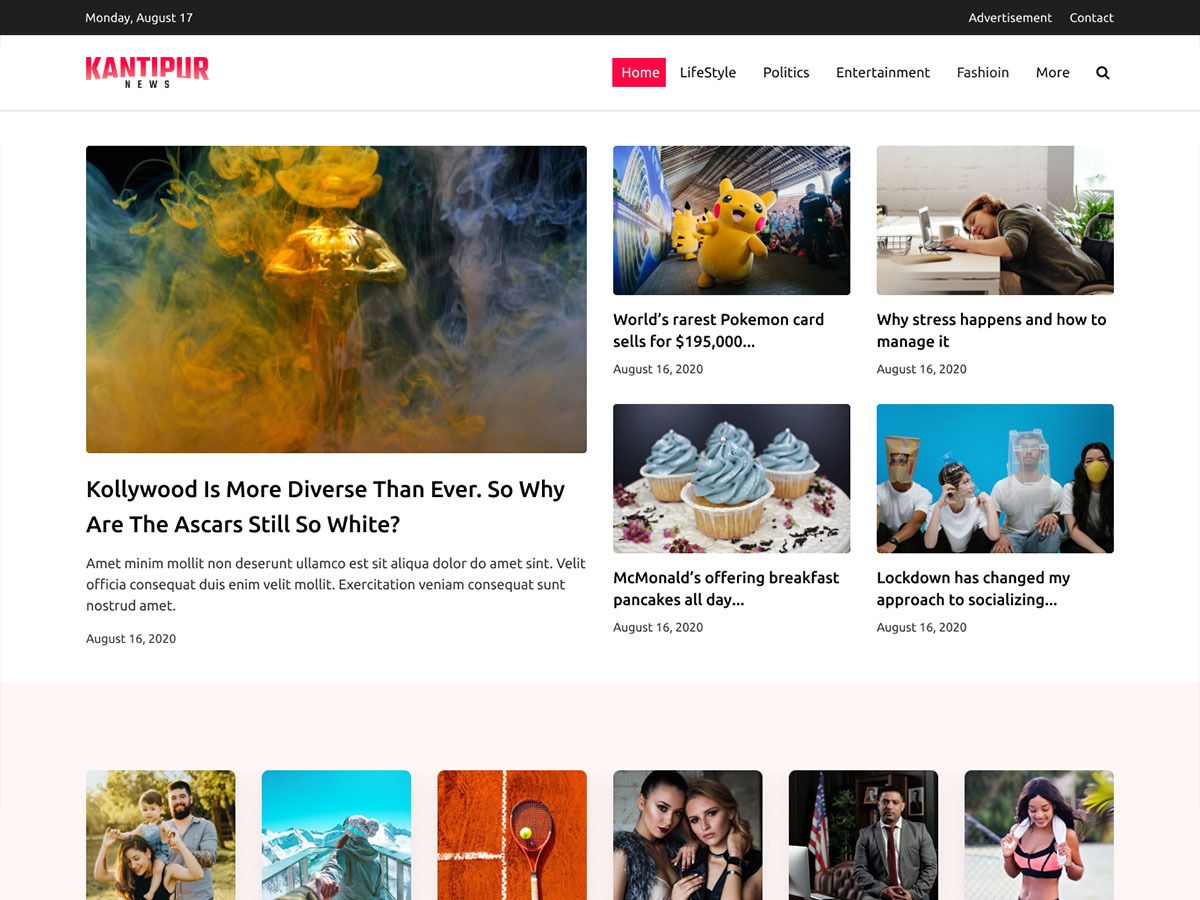 Monday, August 17
Advertisement Contact
KANTIPUR
NEWS
Home LifeStyle Politics Entertainment Fashioin More
Kollywood Is More Diverse Than Ever. So Why
Are The Ascars Still So White?
Amet minim mollit non deserunt ullamco est sit aliqua dolor do amet sint. Velit
officia consequat duis enim velit mollit. Exercitation veniam consequat sunt
nostrud amet.
August 16, 2020
World’s rarest Pokemon card
sells for $195,000...
August 16, 2020
Why stress happens and how to
manage it
August 16, 2020
McMonald’s offering breakfast
pancakes all day...
August 16, 2020
Lockdown has changed my
approach to socializing...
August 16, 2020